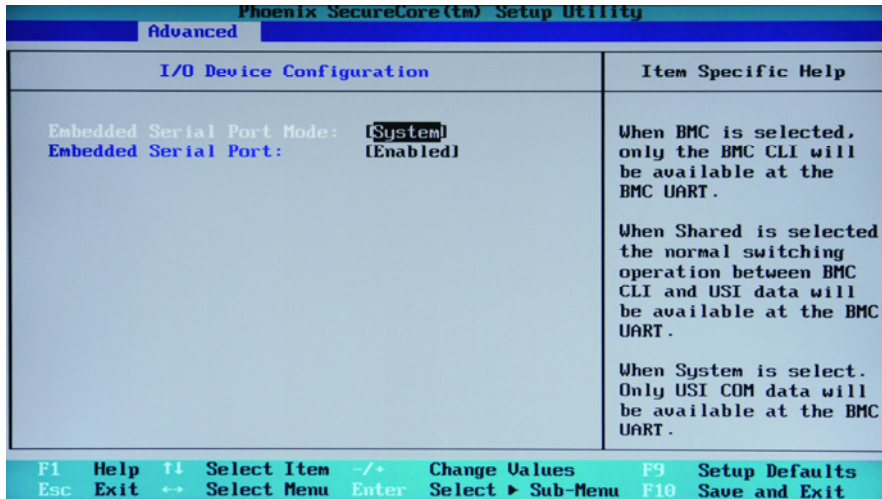 Phoenix SecureCore(tm) Setup Utility
Advanced
I/O Device Configuration
Embedded Serial Port Mode: [System]
Embedded Serial Port: [Enabled]
Item Specific Help
When BMC is selected,
only the BMC CLI will
be available at the
BMC UART.
When Shared is selected
the normal switching
operation between BMC
CLI and USI data will
be available at the BMC
UART.
When System is select.
Only USI COM data will
be available at the BMC
UART.
F1 Help ↑↓ Select Item -/+ Change Values F9 Setup Defaults
Esc Exit ↔ Select Menu Enter Select ▶ Sub-Menu F10 Save and Exit